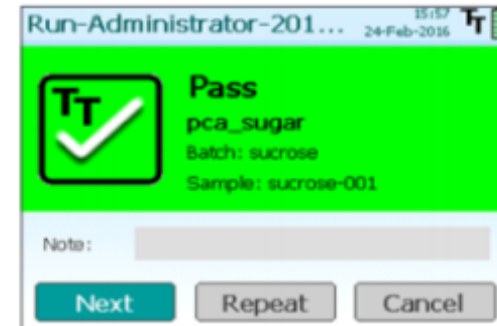 Run-Administrator-201...
15:57
24-Feb-2016
TT
TT
Pass
pca_sugar
Batch: sucrose
Sample: sucrose-001
Note:
Next
Repeat
Cancel